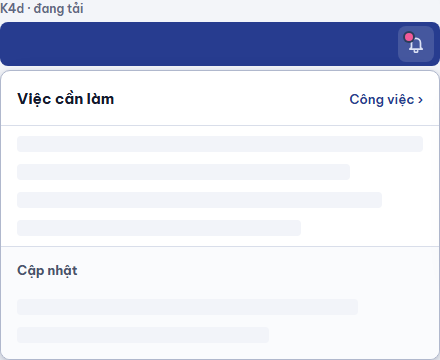 K4d · đang tải
Việc cần làm
Công việc ›
Cập nhật